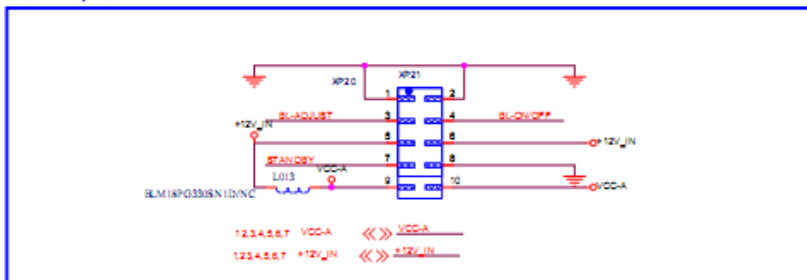 XP20 XP21
1 2
BL-ADJUST 3 4 BL-ON/OFF
+12V_IN 5 6 +12V_IN
STANDBY 7 8
L013 VCC-A 9 10 VCC-A
BLM18PG330SN1D/NC
1,2,3,4,5,6,7 VCC-A VCC-A
1,2,3,4,5,6,7 +12V_IN +12V_IN